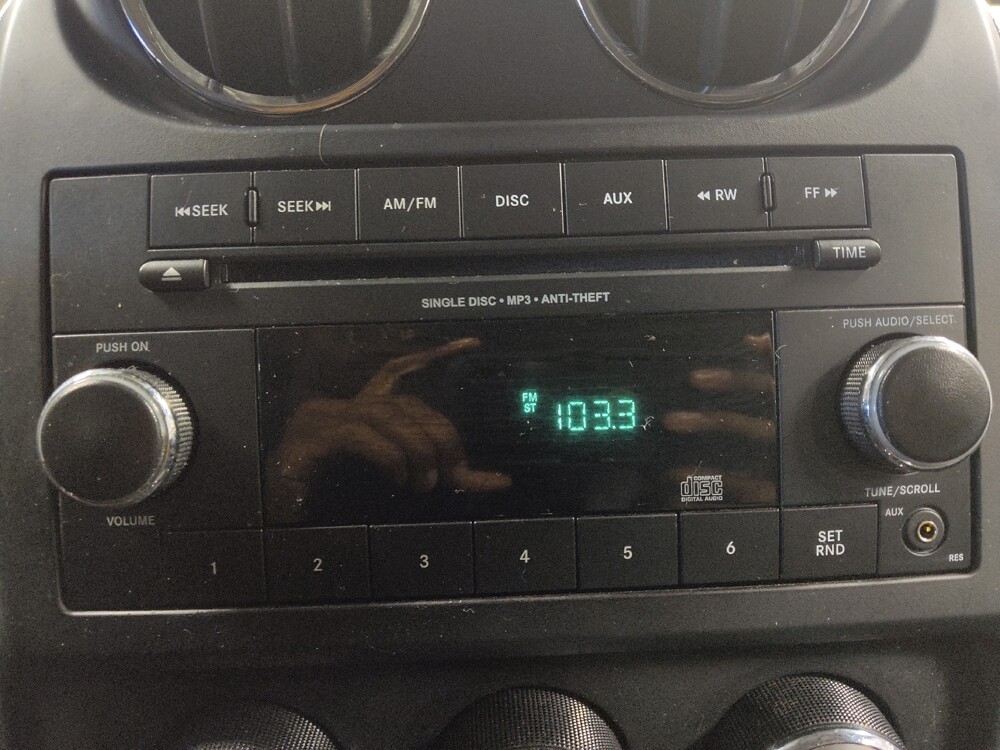 ⏮SEEK SEEK⏭ AM/FM DISC AUX ⏪RW FF⏩
TIME
SINGLE DISC • MP3 • ANTI-THEFT
PUSH ON
PUSH AUDIO/SELECT
FM
ST
103.3
COMPACT
disc
DIGITAL AUDIO
VOLUME
TUNE/SCROLL
1 2 3 4 5 6
SET
RND
AUX
RES